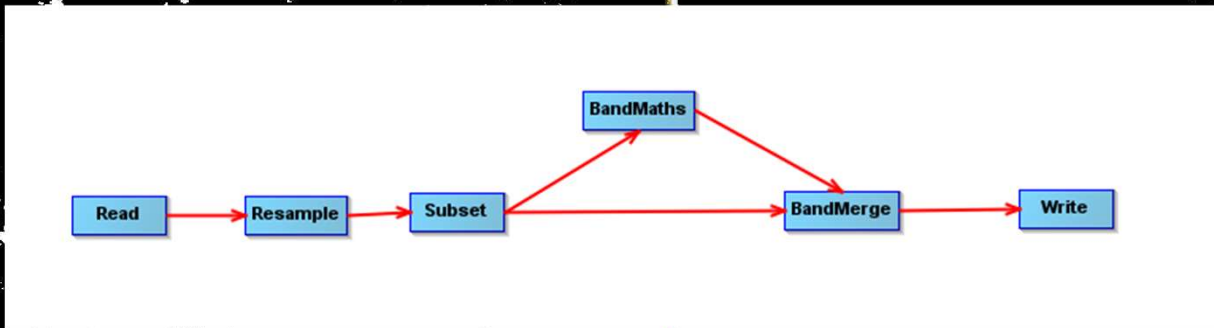 BandMaths
Read
Resample
Subset
BandMerge
Write